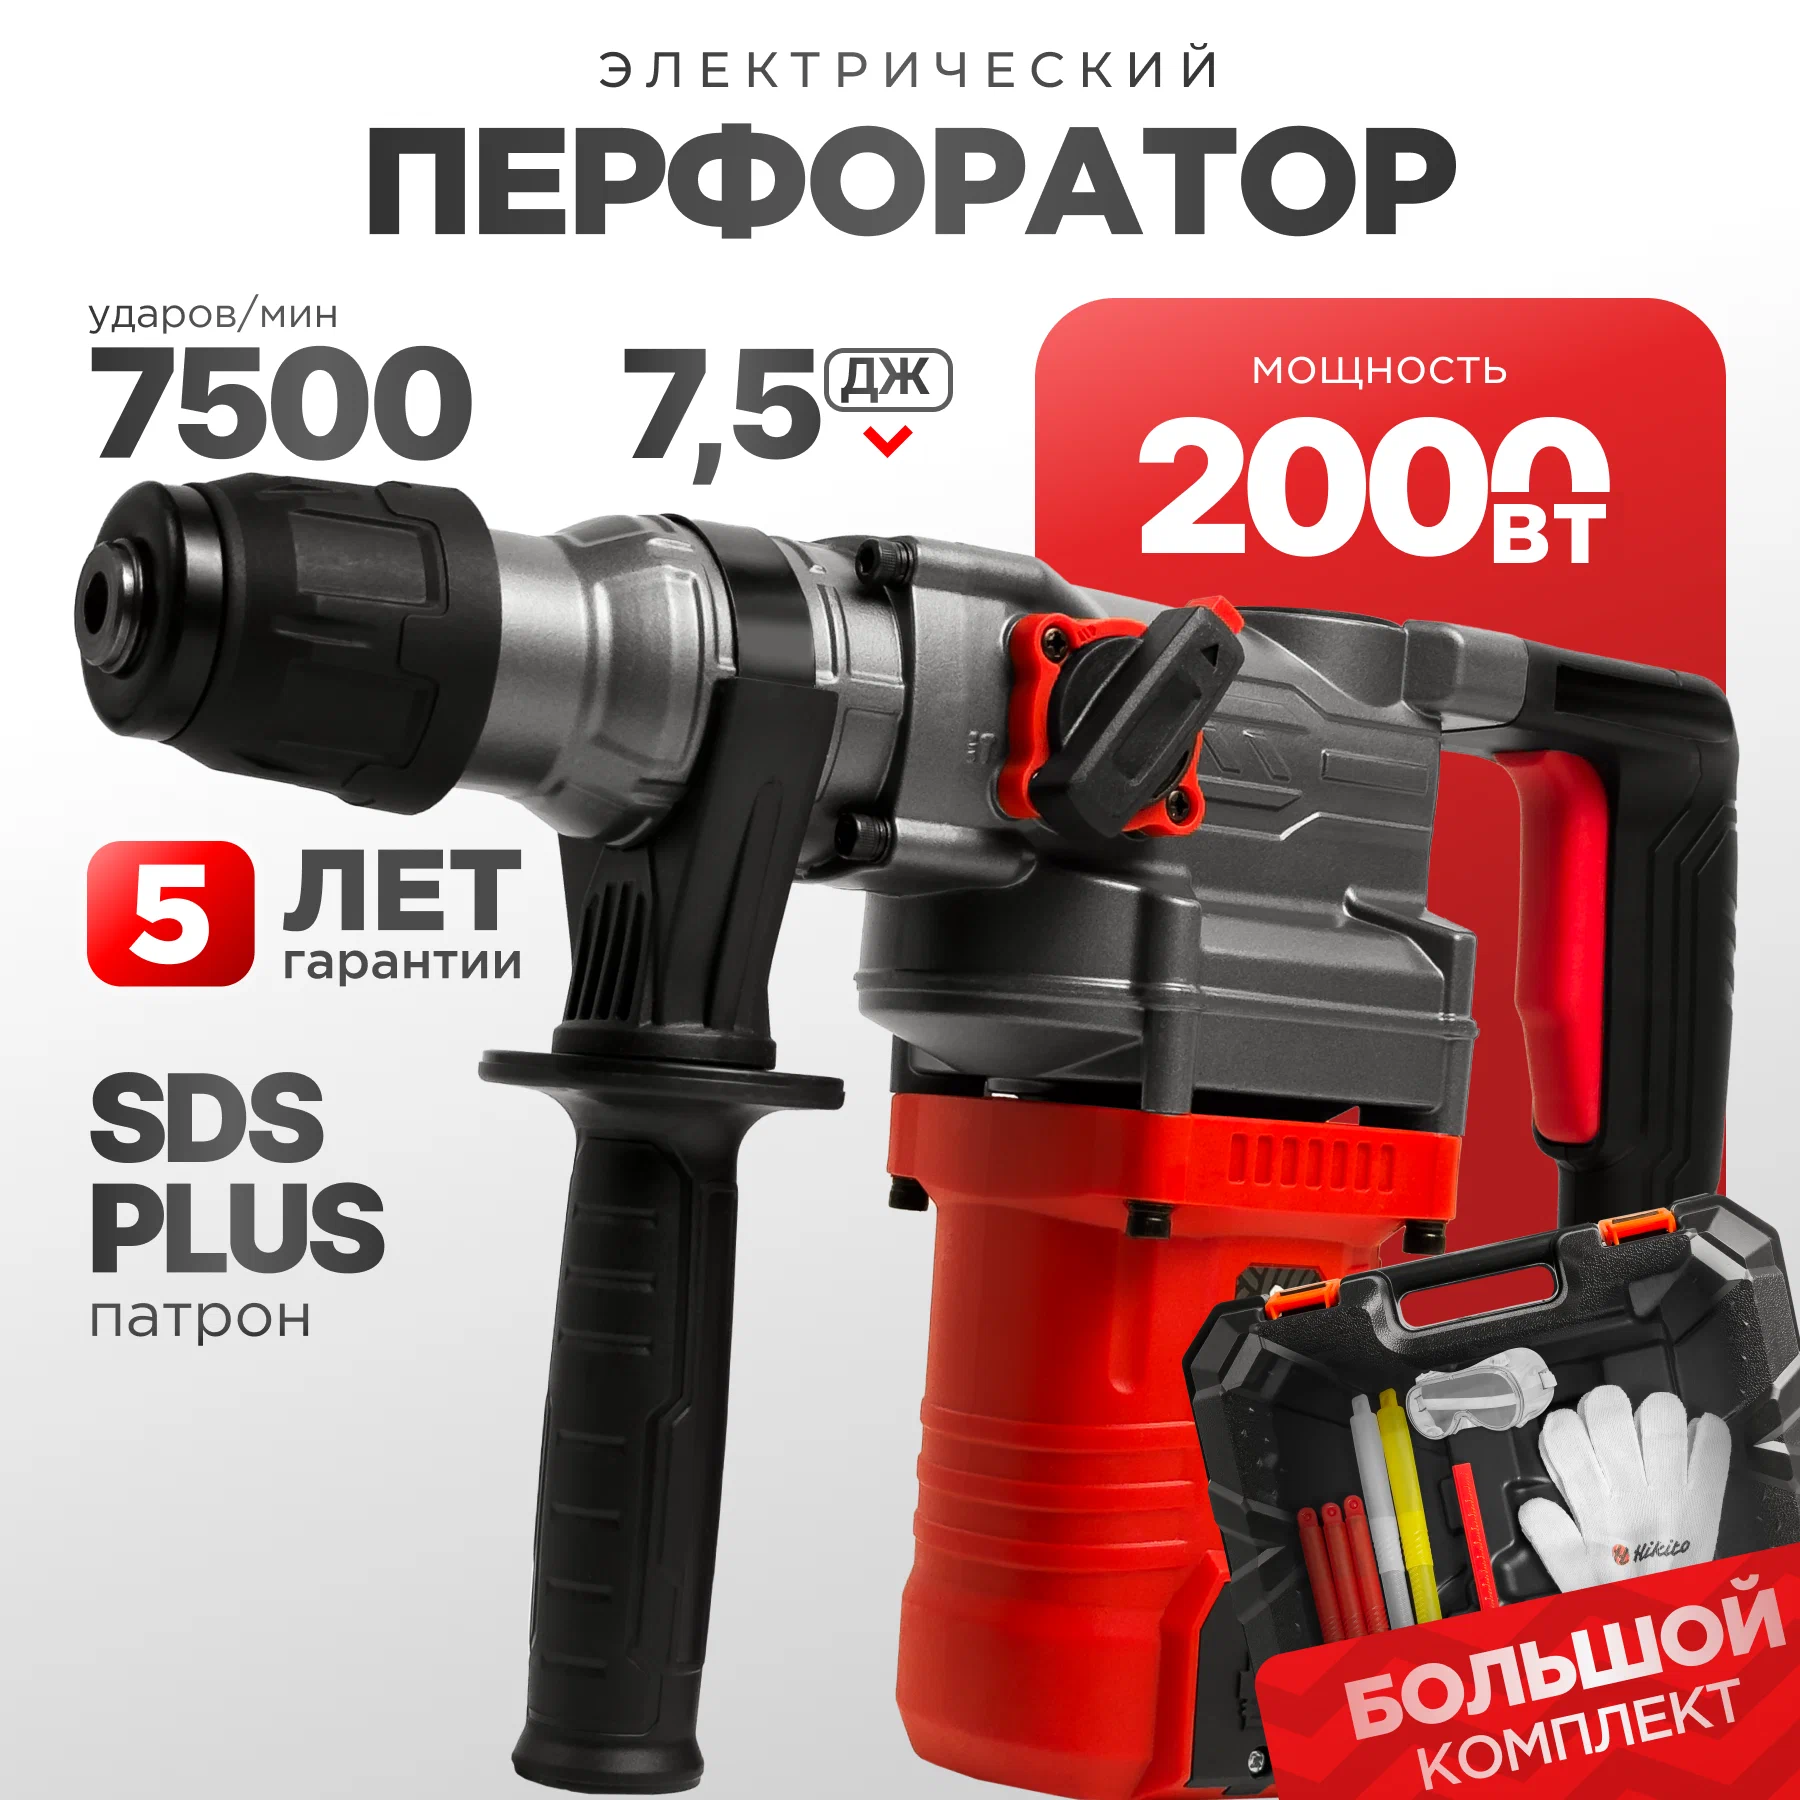 ЭЛЕКТРИЧЕСКИЙ
ПЕРФОРАТОР
ударов/мин
7500
7,5 ДЖ
МОЩНОСТЬ
2000 ВТ
5 ЛЕТ
гарантии
SDS
PLUS
патрон
Hikito
БОЛЬШОЙ
КОМПЛЕКТ